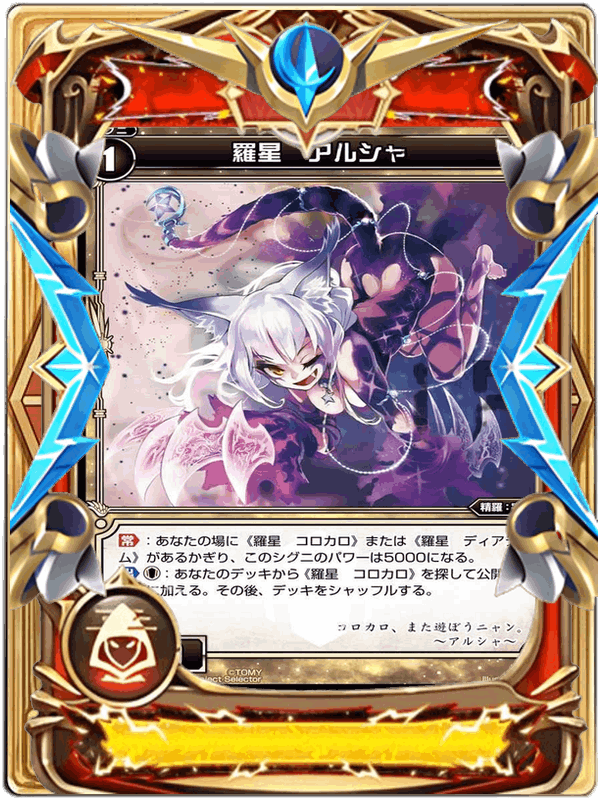 1
羅星 アルシャ
精羅:
常:あなたの場に《羅星 コロカロ》または《羅星 ディア
ム》があるかぎり、このシグニのパワーは5000になる。
:あなたのデッキから《羅星 コロカロ》を探して公開
に加える。その後、デッキをシャッフルする。
コロカロ、また遊ぼうニャン。
～アルシャ～
©TOMY
ject Selector
Illu